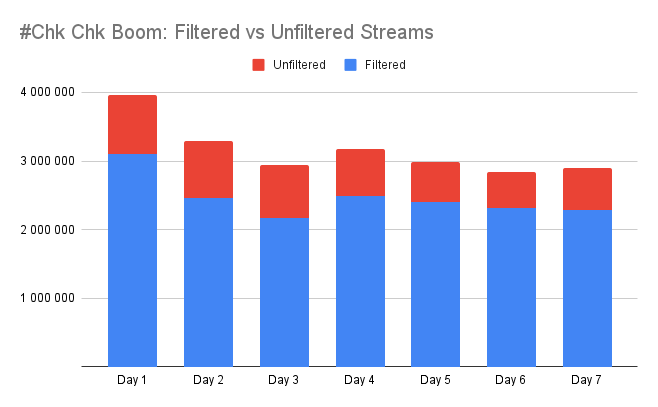 #Chk Chk Boom: Filtered vs Unfiltered Streams
Unfiltered Filtered
4 000 000
3 000 000
2 000 000
1 000 000
Day 1 Day 2 Day 3 Day 4 Day 5 Day 6 Day 7